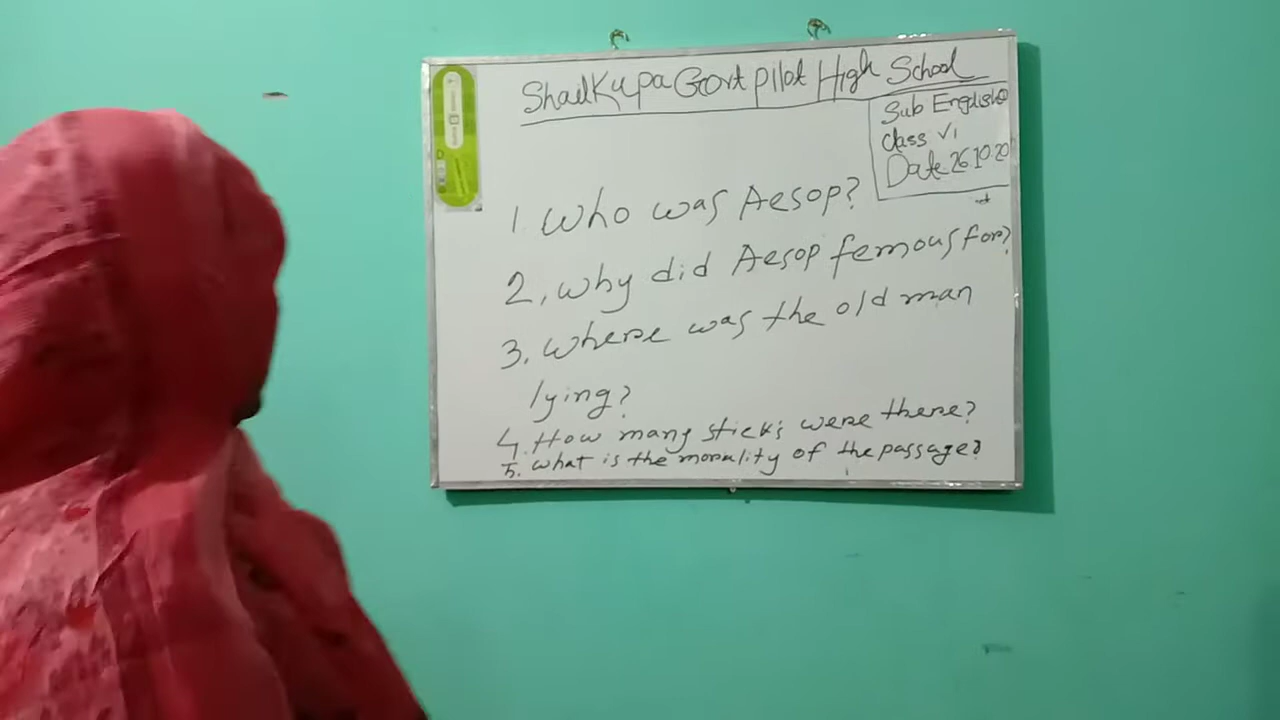 Shailkupa Govt pilot High School
Sub English
Class VI
Date 26.10.20
1. Who was Aesop?
2. Why did Aesop femous for?
3. Where was the old man
lying?
4. How many sticks were there?
5. What is the morality of the passage?